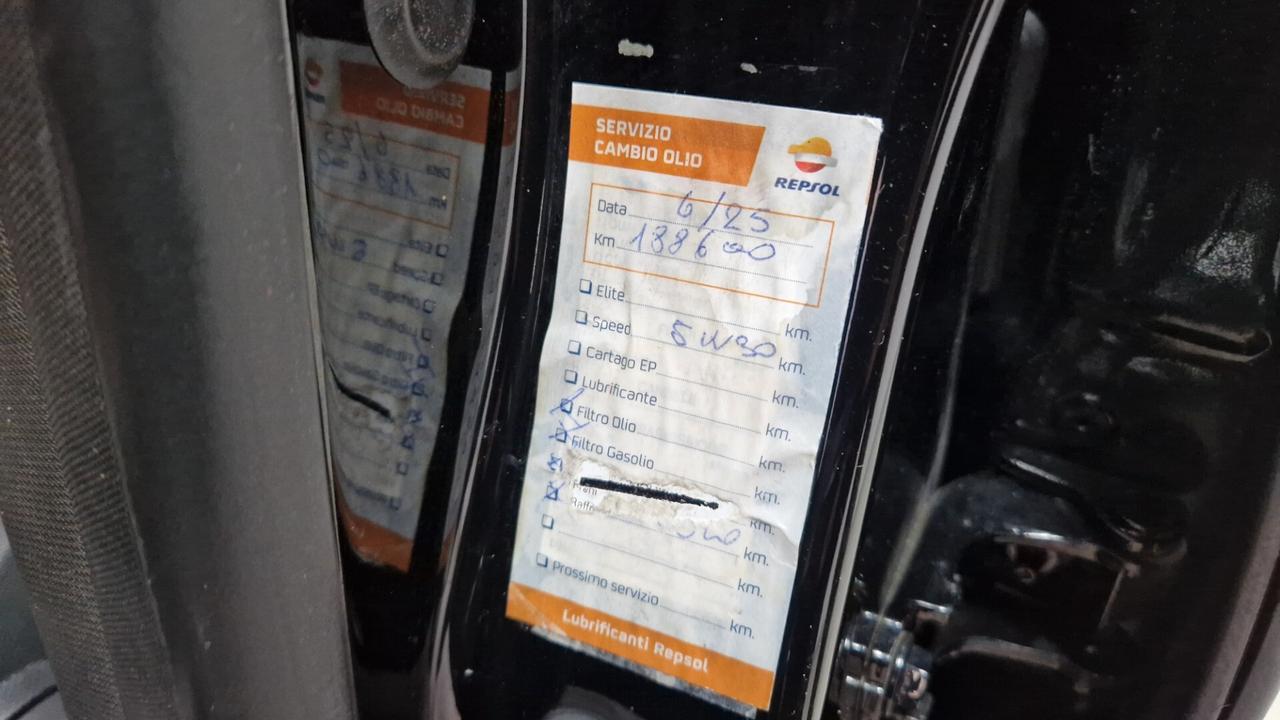 SERVIZIO
CAMBIO OLIO
REPSOL
Data 6/25
Km 188600
Elite km.
Speed 5W30 km.
Cartago EP km.
Lubrificante km.
Filtro Olio km.
Filtro Gasolio km.
km.
km.
km.
Prossimo servizio km.
Lubrificanti Repsol